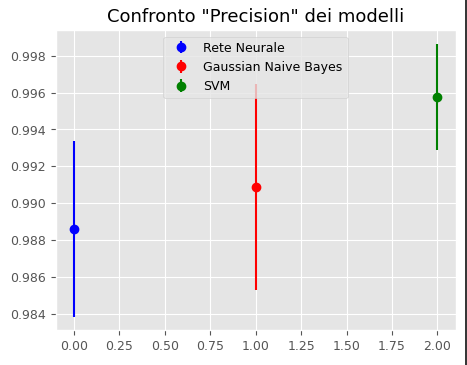 Confronto "Precision" dei modelli
Rete Neurale
Gaussian Naive Bayes
SVM
0.998
0.996
0.994
0.992
0.990
0.988
0.986
0.984
0.00 0.25 0.50 0.75 1.00 1.25 1.50 1.75 2.00